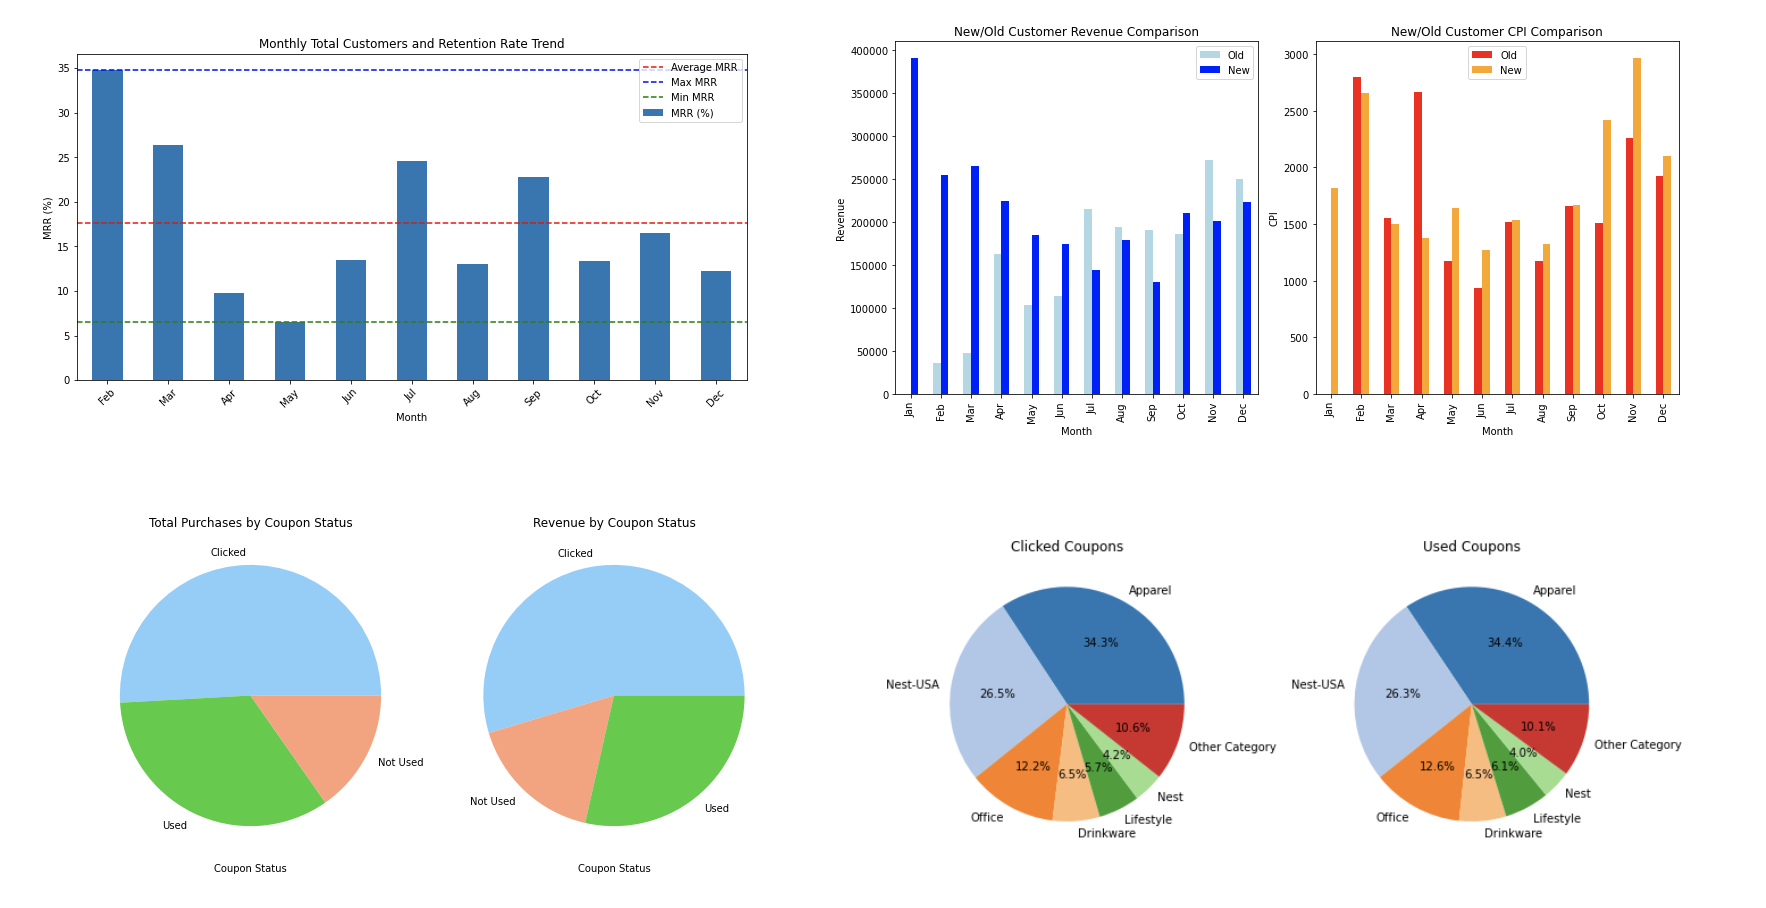 Monthly Total Customers and Retention Rate Trend
MRR (%)
35
30
25
20
15
10
5
0
Average MRR
Max MRR
Min MRR
MRR (%)
Feb Mar Apr May Jun Jul Aug Sep Oct Nov Dec
Month
New/Old Customer Revenue Comparison
Revenue
400000
350000
300000
250000
200000
150000
100000
50000
0
Old
New
Jan Feb Mar Apr May Jun Jul Aug Sep Oct Nov Dec
Month
New/Old Customer CPI Comparison
CPI
3000
2500
2000
1500
1000
500
0
Old
New
Jan Feb Mar Apr May Jun Jul Aug Sep Oct Nov Dec
Month
Total Purchases by Coupon Status
Clicked
Not Used
Used
Coupon Status
Revenue by Coupon Status
Clicked
Not Used
Used
Coupon Status
Clicked Coupons
Apparel
34.3%
Nest-USA
26.5%
10.6%
Other Category
4.2%
12.2%
6.5%
5.7%
Nest
Office
Lifestyle
Drinkware
Used Coupons
Apparel
34.4%
Nest-USA
26.3%
10.1%
Other Category
4.0%
12.6%
6.5%
6.1%
Nest
Office
Lifestyle
Drinkware